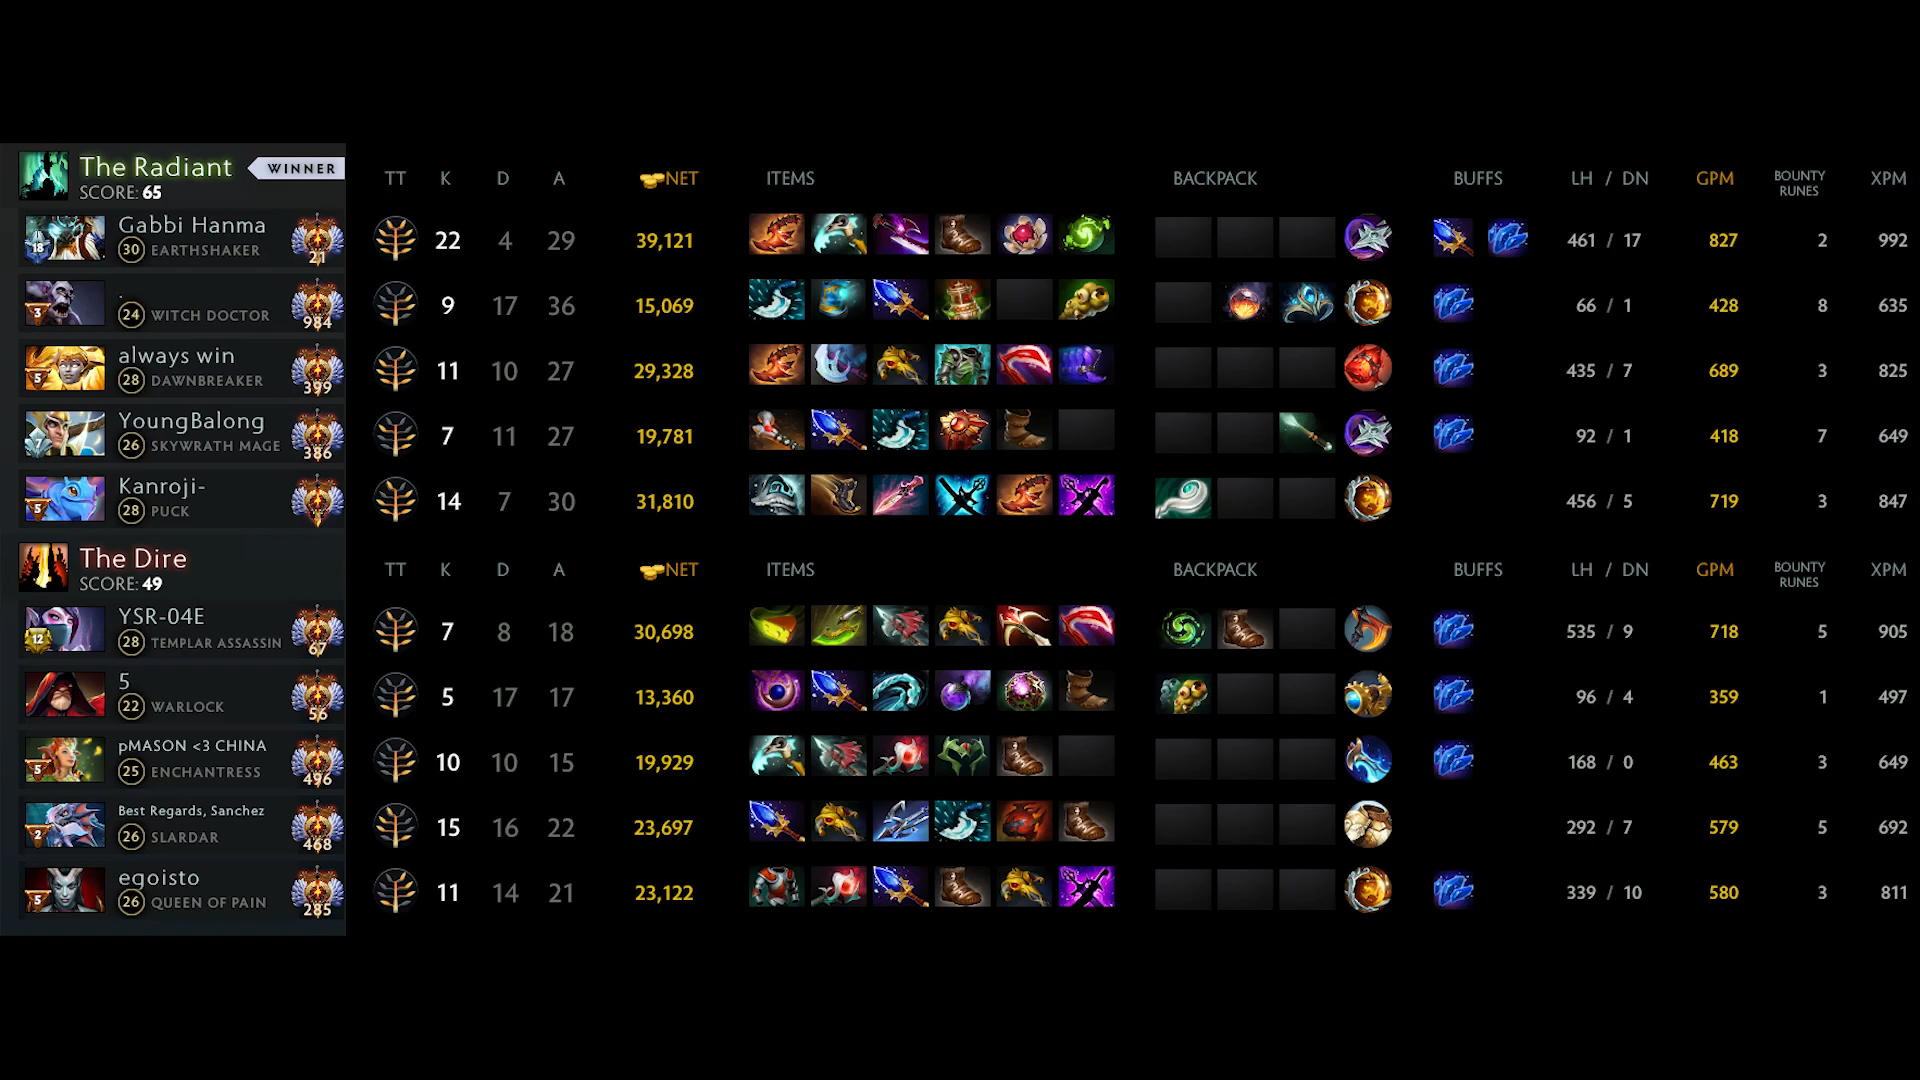 The Radiant WINNER
SCORE: 65
TT K D A NET ITEMS BACKPACK BUFFS LH / DN GPM BOUNTY RUNES XPM
18 Gabbi Hanma 30 EARTHSHAKER 21 22 4 29 39,121 461 / 17 827 2 992
3 . 24 WITCH DOCTOR 984 9 17 36 15,069 66 / 1 428 8 635
5 always win 28 DAWNBREAKER 399 11 10 27 29,328 435 / 7 689 3 825
7 YoungBalong 26 SKYWRATH MAGE 386 7 11 27 19,781 92 / 1 418 7 649
5 Kanroji- 28 PUCK 14 7 30 31,810 456 / 5 719 3 847
The Dire
SCORE: 49
TT K D A NET ITEMS BACKPACK BUFFS LH / DN GPM BOUNTY RUNES XPM
12 YSR-04E 28 TEMPLAR ASSASSIN 67 7 8 18 30,698 535 / 9 718 5 905
5 22 WARLOCK 56 5 17 17 13,360 96 / 4 359 1 497
5 pMASON <3 CHINA 25 ENCHANTRESS 496 10 10 15 19,929 168 / 0 463 3 649
2 Best Regards, Sanchez 26 SLARDAR 468 15 16 22 23,697 292 / 7 579 5 692
5 egoisto 26 QUEEN OF PAIN 285 11 14 21 23,122 339 / 10 580 3 811